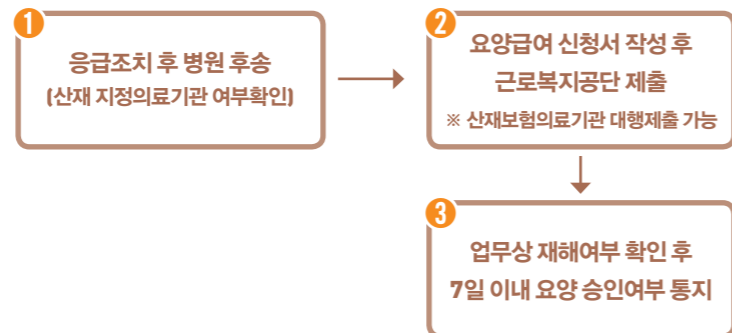 1
응급조치 후 병원 후송
(산재 지정의료기관 여부확인)
2
요양급여 신청서 작성 후
근로복지공단 제출
※ 산재보험의료기관 대행제출 가능
3
업무상 재해여부 확인 후
7일 이내 요양 승인여부 통지